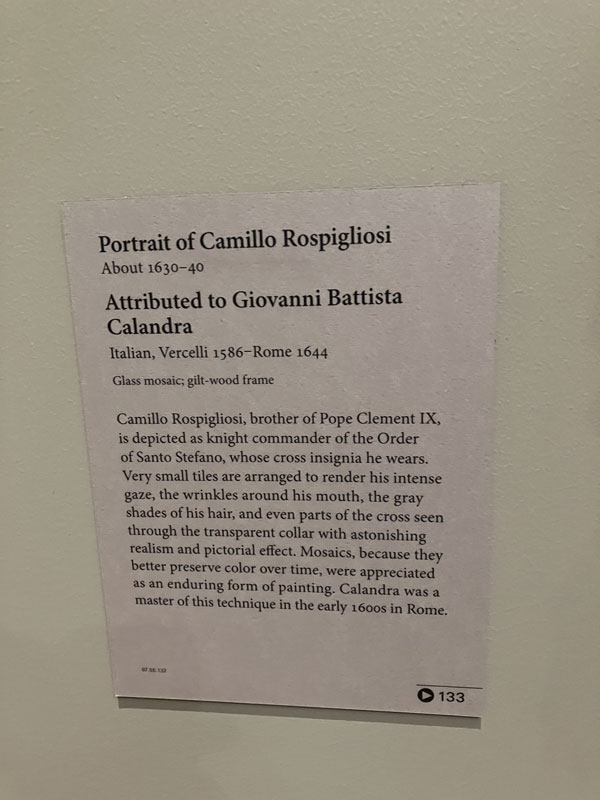 Portrait of Camillo Rospigliosi
About 1630–40
Attributed to Giovanni Battista
Calandra
Italian, Vercelli 1586–Rome 1644
Glass mosaic; gilt-wood frame
Camillo Rospigliosi, brother of Pope Clement IX,
is depicted as knight commander of the Order
of Santo Stefano, whose cross insignia he wears.
Very small tiles are arranged to render his intense
gaze, the wrinkles around his mouth, the gray
shades of his hair, and even parts of the cross seen
through the transparent collar with astonishing
realism and pictorial effect. Mosaics, because they
better preserve color over time, were appreciated
as an enduring form of painting. Calandra was a
master of this technique in the early 1600s in Rome.
133